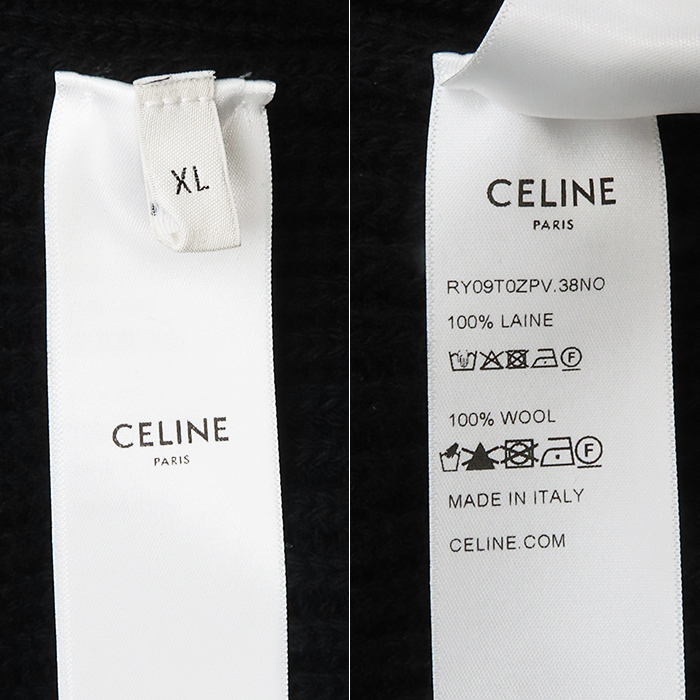 XL
CELINE
PARIS
CELINE
PARIS
RY09T0ZPV.38NO
100% LAINE
F
100% WOOL
F
MADE IN ITALY
CELINE.COM